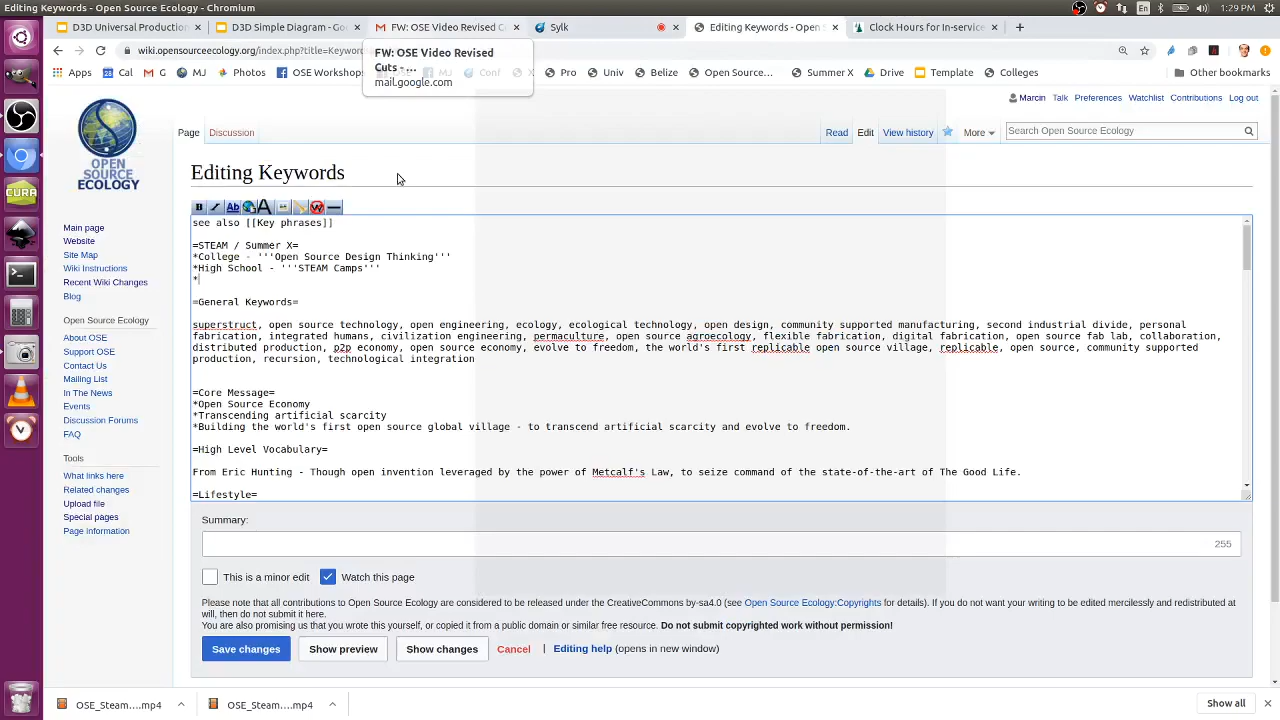 Editing Keywords - Open Source Ecology - Chromium
En
1:29 PM
D3D Universal Production
D3D Simple Diagram - Go
FW: OSE Video Revised C
Sylk
Editing Keywords - Open S
Clock Hours for In-service
wiki.opensourceecology.org/index.php?title=Keyword
FW: OSE Video Revised
Cuts - ...
mail.google.com
Apps
Cal
G
MJ
Photos
OSE Workshops
MJ
Conf
X
Pro
Univ
Belize
Open Source...
Summer X
Drive
Template
Colleges
Other bookmarks
Marcin
Talk
Preferences
Watchlist
Contributions
Log out
Page
Discussion
Read
Edit
View history
More
Search Open Source Ecology
OPEN
SOURCE
ECOLOGY
Editing Keywords
see also [[Key phrases]]
=STEAM / Summer X=
*College - '''Open Source Design Thinking'''
*High School - '''STEAM Camps'''
*
=General Keywords=
superstruct, open source technology, open engineering, ecology, ecological technology, open design, community supported manufacturing, second industrial divide, personal
fabrication, integrated humans, civilization engineering, permaculture, open source agroecology, flexible fabrication, digital fabrication, open source fab lab, collaboration,
distributed production, p2p economy, open source economy, evolve to freedom, the world's first replicable open source village, replicable, open source, community supported
production, recursion, technological integration
=Core Message=
*Open Source Economy
*Transcending artificial scarcity
*Building the world's first open source global village - to transcend artificial scarcity and evolve to freedom.
=High Level Vocabulary=
From Eric Hunting - Though open invention leveraged by the power of Metcalf's Law, to seize command of the state-of-the-art of The Good Life.
=Lifestyle=
Main page
Website
Site Map
Wiki Instructions
Recent Wiki Changes
Blog
Open Source Ecology
About OSE
Support OSE
Contact Us
Mailing List
In The News
Events
Discussion Forums
FAQ
Tools
What links here
Related changes
Upload file
Special pages
Page information
Summary:
255
This is a minor edit
Watch this page
Please note that all contributions to Open Source Ecology are considered to be released under the CreativeCommons by-sa4.0 (see Open Source Ecology:Copyrights for details). If you do not want your writing to be edited mercilessly and redistributed at
will, then do not submit it here.
You are also promising us that you wrote this yourself, or copied it from a public domain or similar free resource. Do not submit copyrighted work without permission!
Save changes
Show preview
Show changes
Cancel
| Editing help (opens in new window)
OSE_Steam....mp4
OSE_Steam....mp4
Show all
CURA